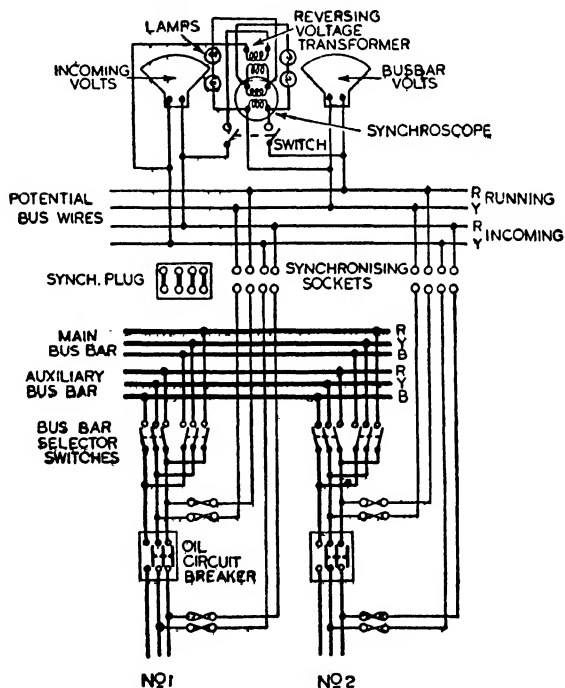 LAMPS
REVERSING
VOLTAGE
TRANSFORMER
INCOMING
VOLTS
BUSBAR
VOLTS
SYNCHROSCOPE
SWITCH
POTENTIAL
BUS WIRES
R
Y
RUNNING
R
Y
INCOMING
SYNCH. PLUG
SYNCHRONISING
SOCKETS
MAIN
BUS BAR
R
Y
B
AUXILIARY
BUS BAR
R
Y
B
BUS BAR
SELECTOR
SWITCHES
OIL
CIRCUIT
BREAKER
Nº1
Nº2